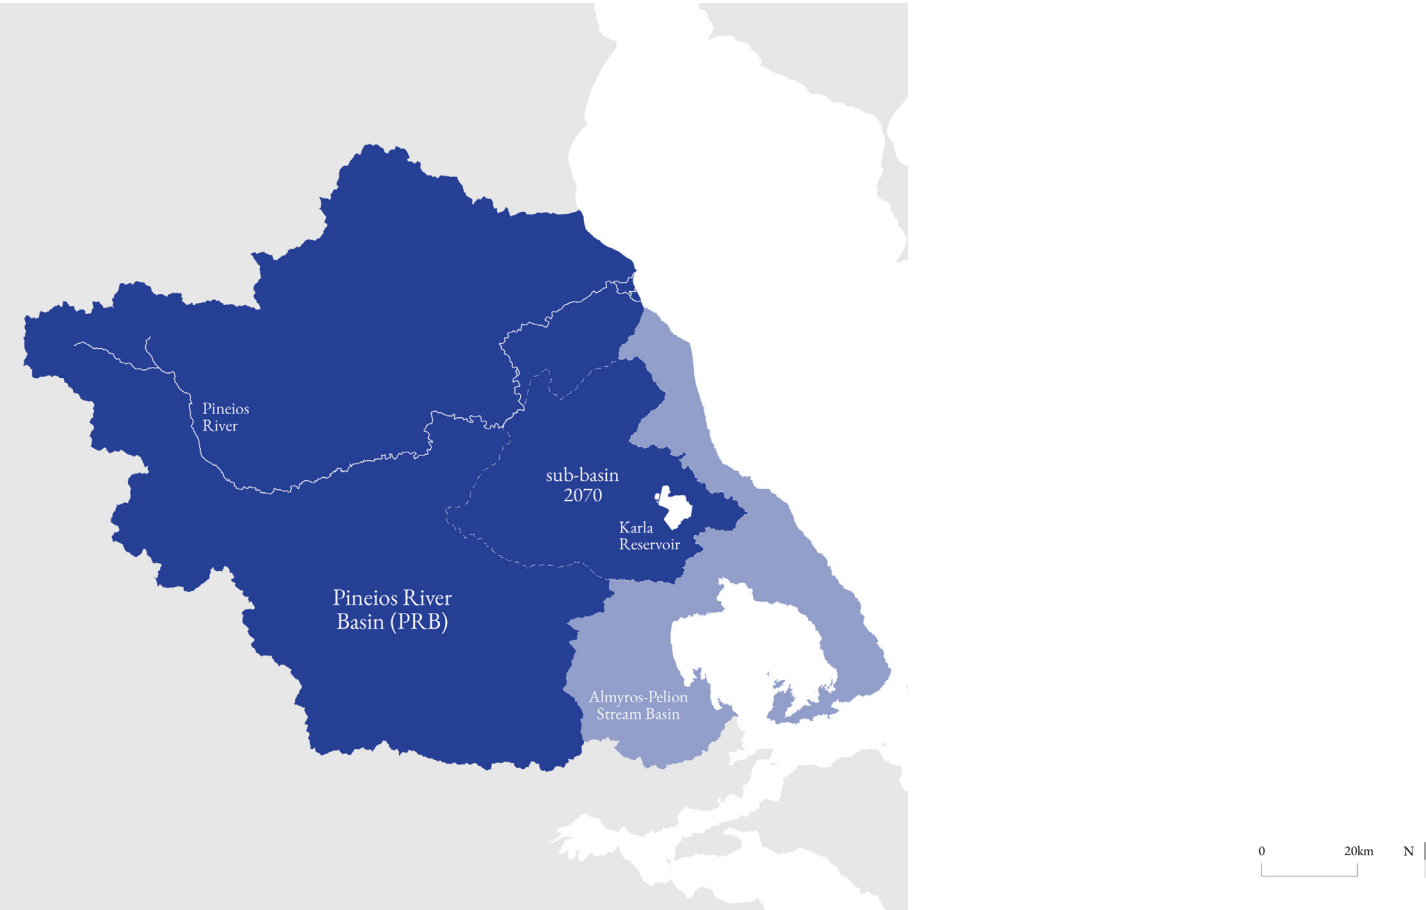 Pineios
River
sub-basin
2070
Karla
Reservoir
Pineios River
Basin (PRB)
Almyros-Pelion
Stream Basin
0 20km N